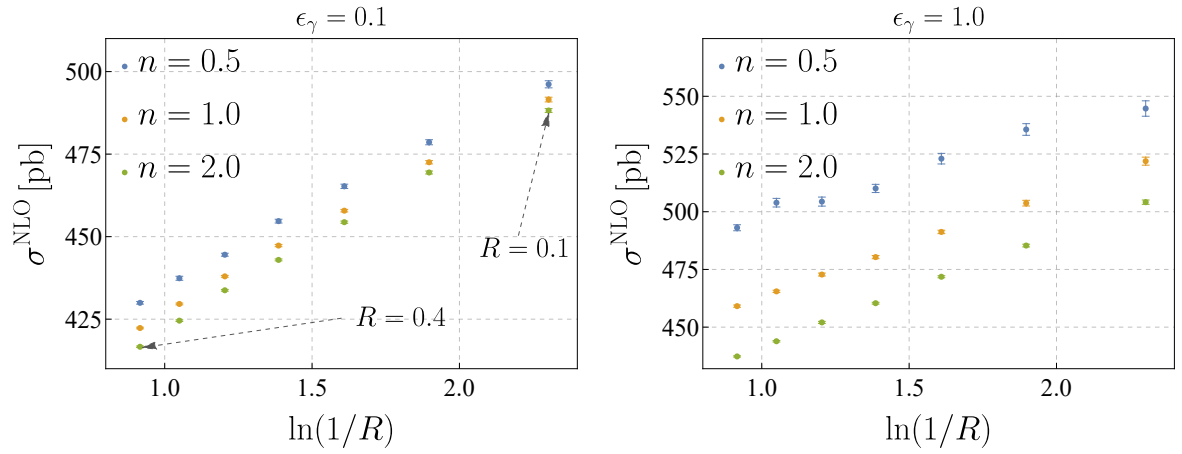 ϵγ = 0.1
n = 0.5
n = 1.0
n = 2.0
R = 0.1
R = 0.4
500
475
450
425
σ^NLO [pb]
1.0 1.5 2.0
ln(1/R)
ϵγ = 1.0
n = 0.5
n = 1.0
n = 2.0
550
525
500
475
450
σ^NLO [pb]
1.0 1.5 2.0
ln(1/R)